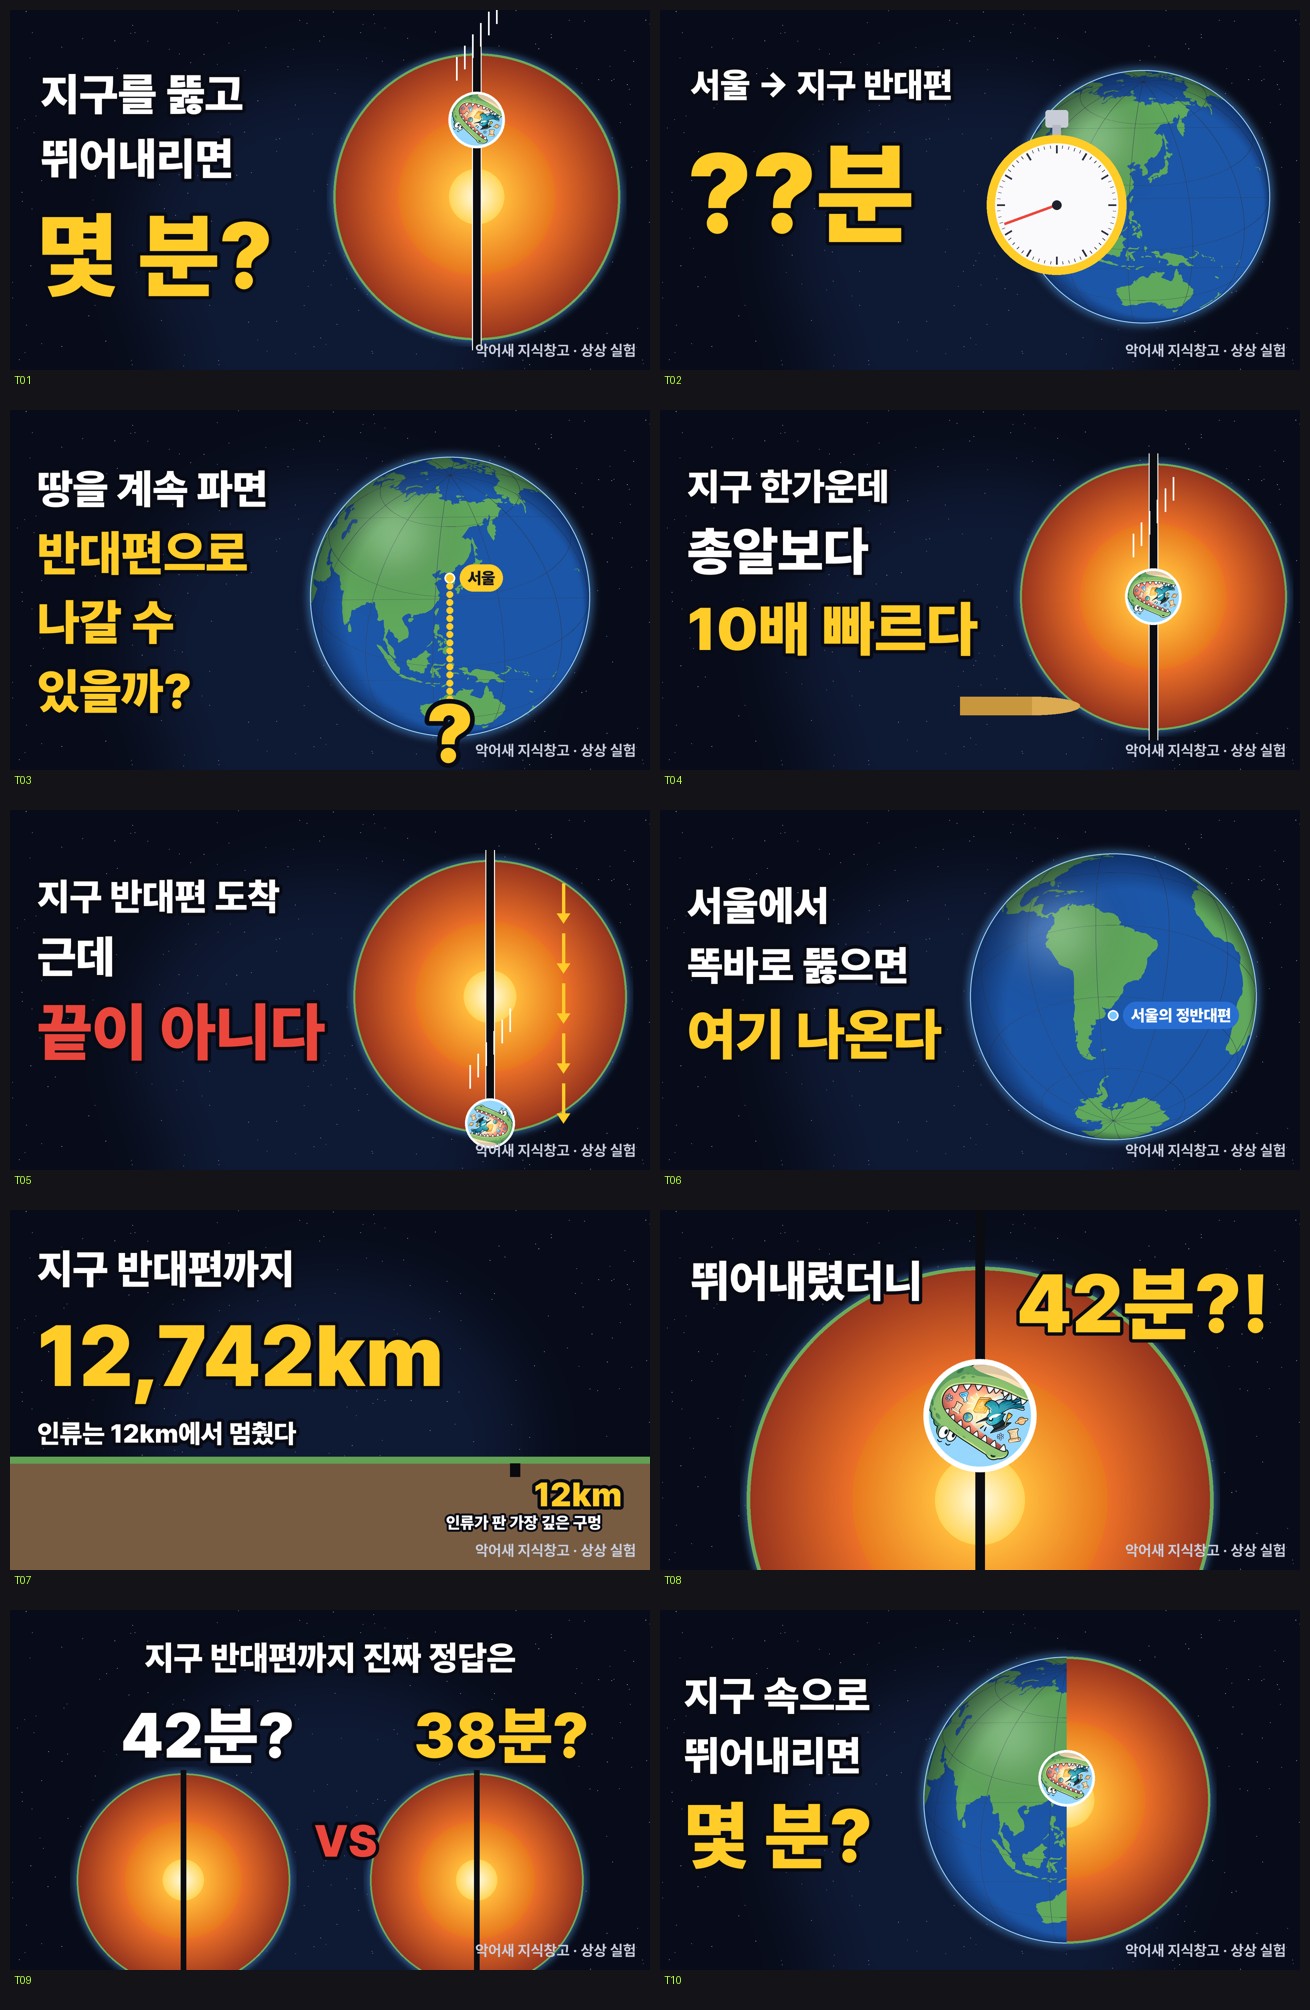 지구를 뚫고
뛰어내리면
몇 분?
악어새 지식창고 · 상상 실험
T01
서울 → 지구 반대편
??분
악어새 지식창고 · 상상 실험
T02
땅을 계속 파면
반대편으로
나갈 수
있을까?
서울
?
악어새 지식창고 · 상상 실험
T03
지구 한가운데
총알보다
10배 빠르다
악어새 지식창고 · 상상 실험
T04
지구 반대편 도착
근데
끝이 아니다
악어새 지식창고 · 상상 실험
T05
서울에서
똑바로 뚫으면
여기 나온다
서울의 정반대편
악어새 지식창고 · 상상 실험
T06
지구 반대편까지
12,742km
인류는 12km에서 멈췄다
12km
인류가 판 가장 깊은 구멍
악어새 지식창고 · 상상 실험
T07
뛰어내렸더니
42분?!
악어새 지식창고 · 상상 실험
T08
지구 반대편까지 진짜 정답은
42분?
38분?
VS
악어새 지식창고 · 상상 실험
T09
지구 속으로
뛰어내리면
몇 분?
악어새 지식창고 · 상상 실험
T10